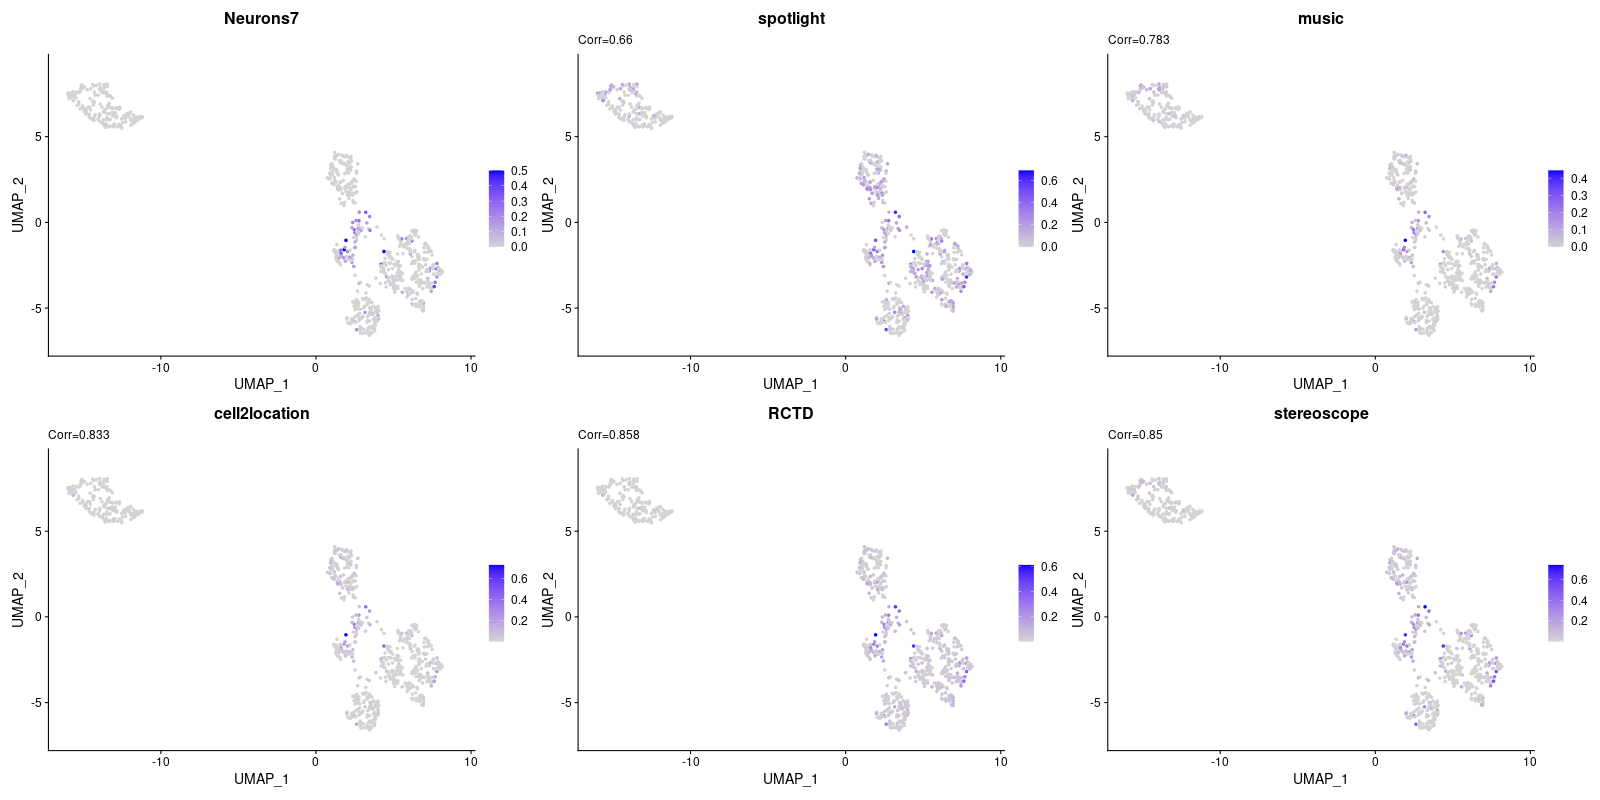 Neurons7
5
0
-5
-10
0
10
UMAP_1
UMAP_2
0.5
0.4
0.3
0.2
0.1
0.0
spotlight
Corr=0.66
5
0
-5
-10
0
10
UMAP_1
UMAP_2
0.6
0.4
0.2
0.0
music
Corr=0.783
5
0
-5
-10
0
10
UMAP_1
UMAP_2
0.4
0.3
0.2
0.1
0.0
cell2location
Corr=0.833
5
0
-5
-10
0
10
UMAP_1
UMAP_2
0.6
0.4
0.2
RCTD
Corr=0.858
5
0
-5
-10
0
10
UMAP_1
UMAP_2
0.6
0.4
0.2
stereoscope
Corr=0.85
5
0
-5
-10
0
10
UMAP_1
UMAP_2
0.6
0.4
0.2